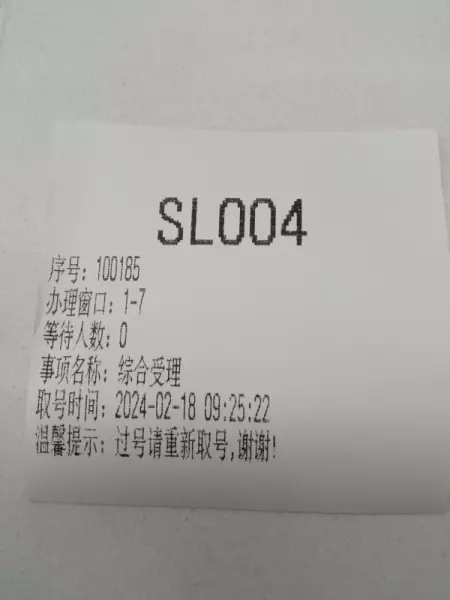 SL004
序号: 100185
办理窗口: 1-7
等待人数: 0
事项名称: 综合受理
取号时间: 2024-02-18 09:25:22
温馨提示: 过号请重新取号,谢谢!